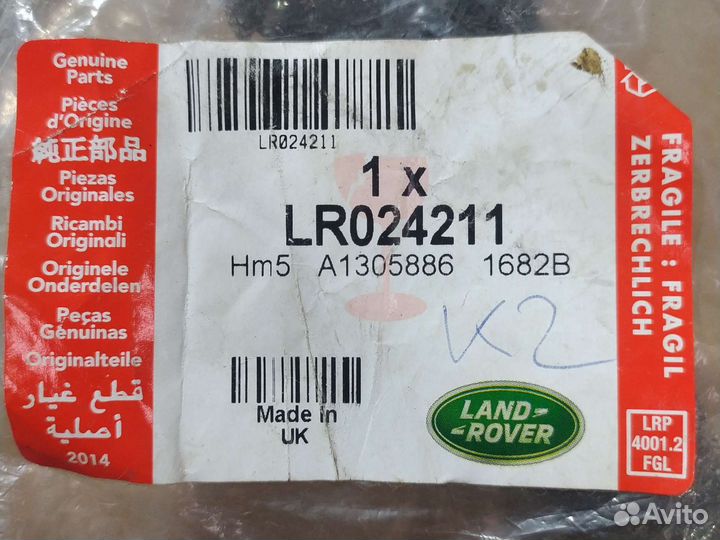 Genuine
Parts
Pièces
d'Origine
純正部品
Piezas
Originales
Ricambi
Originali
Originele
Onderdelen
Peças
Genuinas
Originalteile
قطع غيار
أصلية
2014
LR024211
1 x
LR024211
Hm5 A1305886 1682B
K2
Made In
UK
LAND-
-ROVER
FRAGILE : FRAGIL
ZERBRECHLICH
LRP
4001.2
FGL
Avito